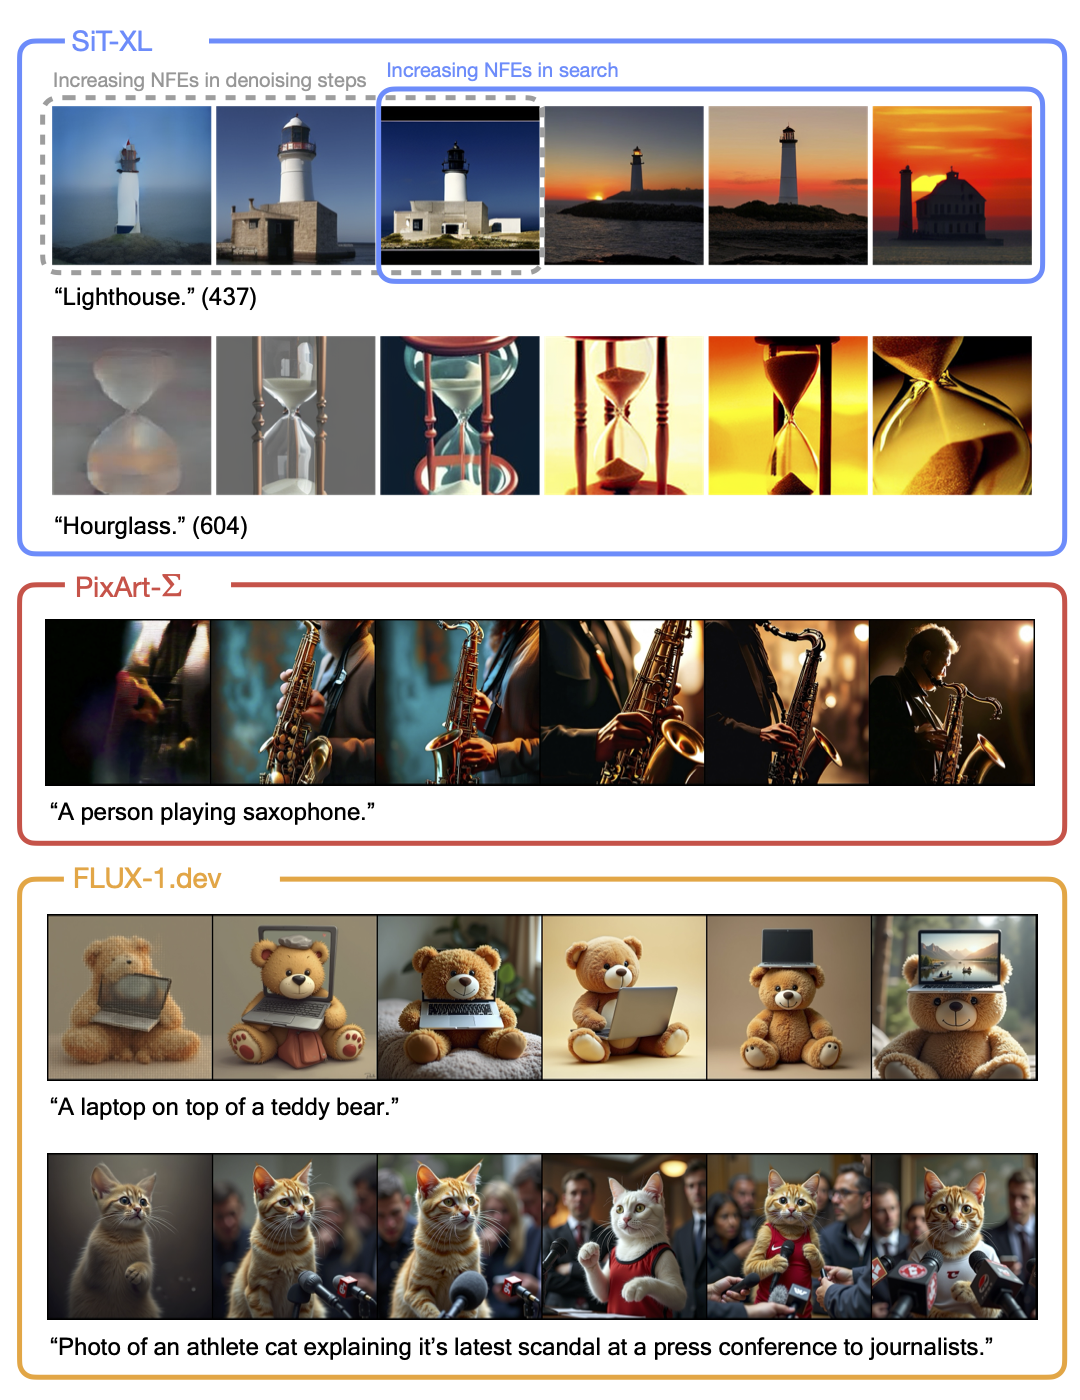 SiT-XL
Increasing NFEs in denoising steps
Increasing NFEs in search
“Lighthouse.” (437)
“Hourglass.” (604)
PixArt-Σ
“A person playing saxophone.”
FLUX-1.dev
“A laptop on top of a teddy bear.”
“Photo of an athlete cat explaining it’s latest scandal at a press conference to journalists.”